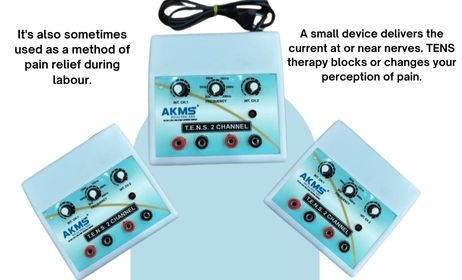 It's also sometimes
used as a method of
pain relief during
labour.
A small device delivers the
current at or near nerves. TENS
therapy blocks or changes your
perception of pain.
INT. CH.1
FREQUENCY
INT. CH.2
AKMS
T.E.N.S. 2 CHANNEL
AKMS
T.E.N.S. 2 CHANNEL
AKMS
T.E.N.S. 2 CHANNEL